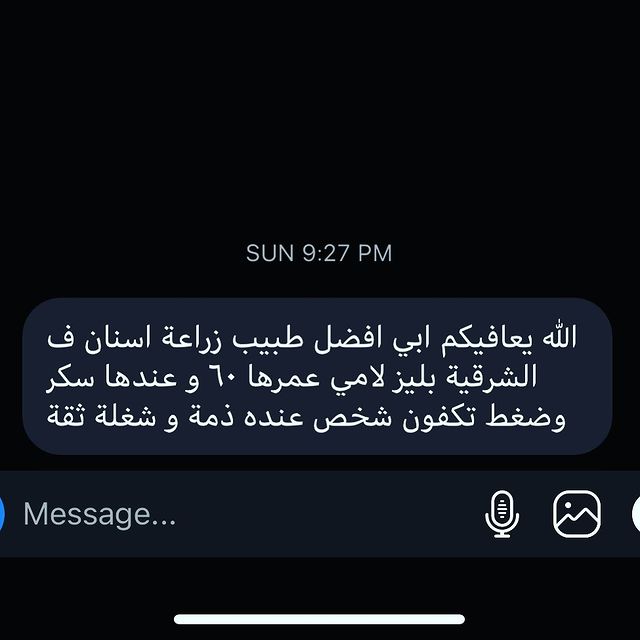 SUN 9:27 PM
الله يعافيكم ابي افضل طبيب زراعة اسنان ف
الشرقية بليز لامي عمرها ٦٠ و عندها سكر
وضغط تكفون شخص عنده ذمة و شغلة ثقة
Message...